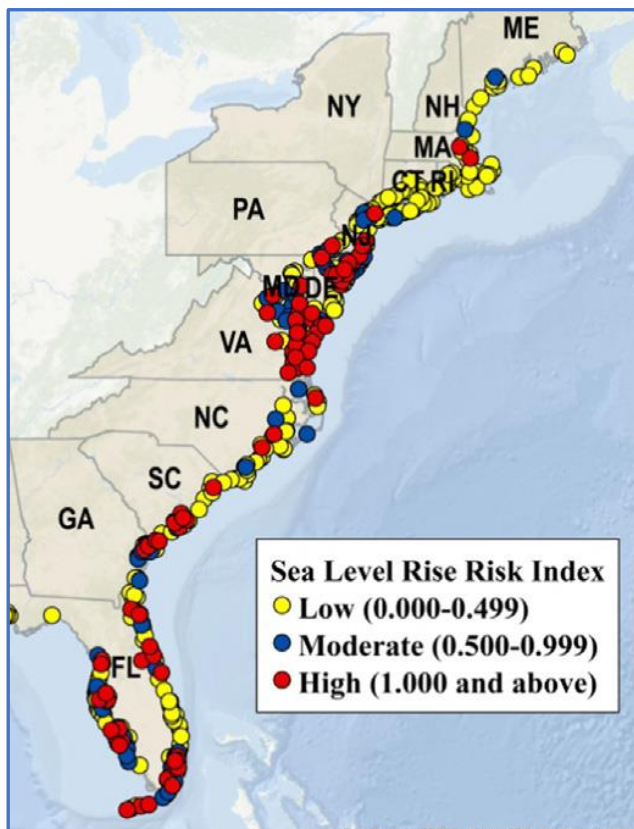 ME
NY
NH
MA
CT RI
PA
NJ
MD DE
VA
NC
SC
GA
FL
Sea Level Rise Risk Index
Low (0.000-0.499)
Moderate (0.500-0.999)
High (1.000 and above)